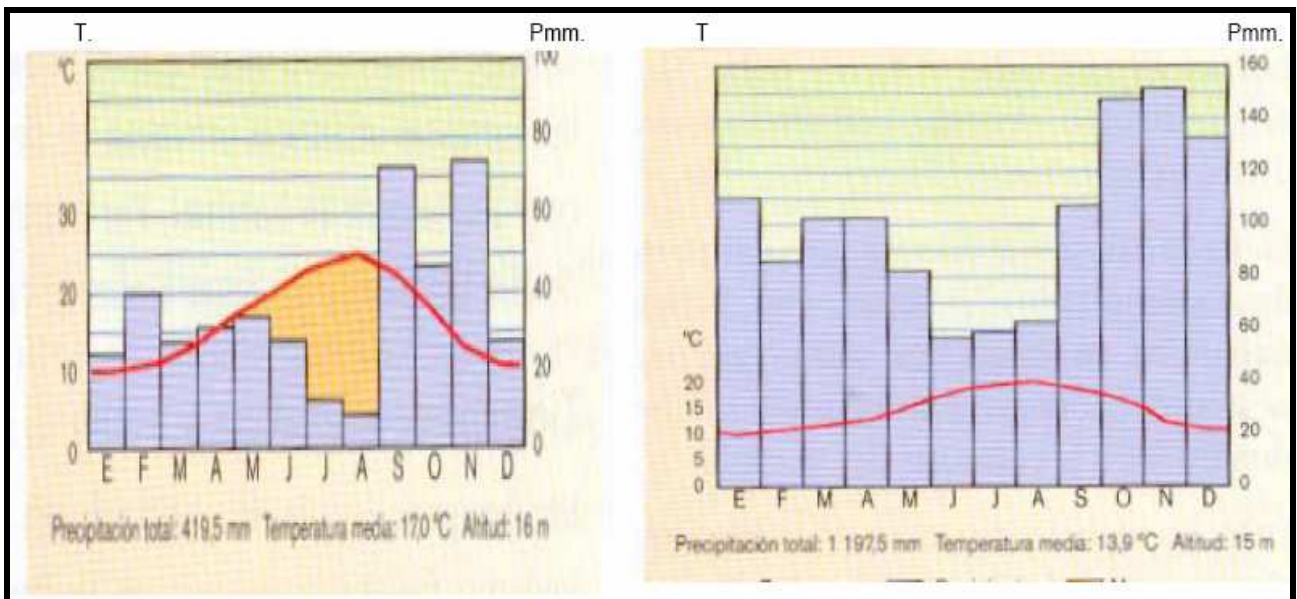 T.
Pmm.
°C
100
80
60
40
20
0
30
20
10
0
E F M A M J J A S O N D
Precipitación total: 419,5 mm Temperatura media: 17,0 °C Altitud: 16 m
T
Pmm.
160
140
120
100
80
60
40
20
0
°C
20
15
10
5
0
E F M A M J J A S O N D
Precipitación total: 1 197,5 mm Temperatura media: 13,9 °C Altitud: 15 m